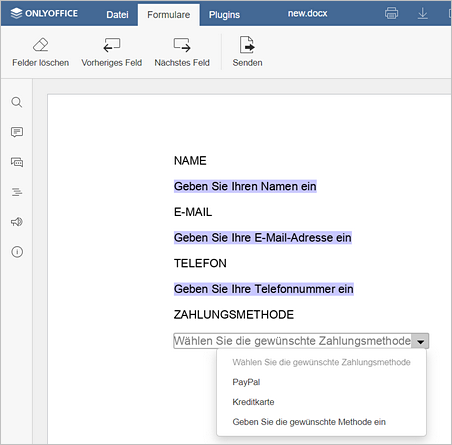 ONLYOFFICE Datei Formulare Plugins new.docx
Felder löschen Vorheriges Feld Nächstes Feld Senden
NAME
Geben Sie Ihren Namen ein
E-MAIL
Geben Sie Ihre E-Mail-Adresse ein
TELEFON
Geben Sie Ihre Telefonnummer ein
ZAHLUNGSMETHODE
Wählen Sie die gewünschte Zahlungsmethode
Wählen Sie die gewünschte Zahlungsmethode
PayPal
Kreditkarte
Geben Sie die gewünschte Methode ein